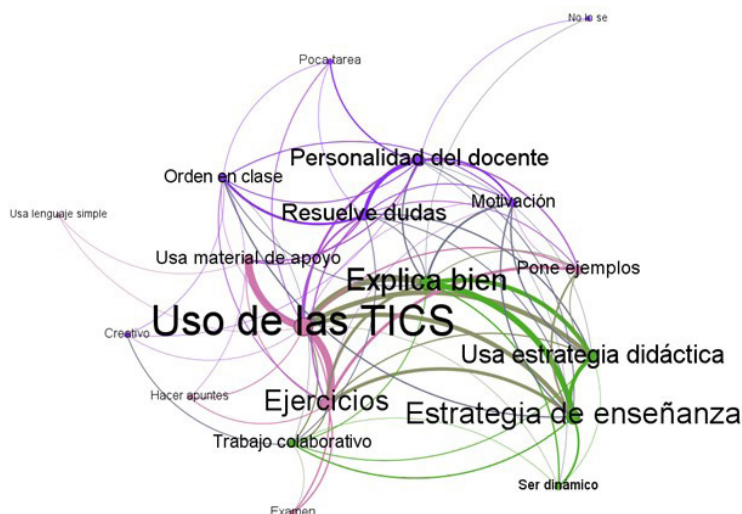 No lo se
Poca tarea
Personalidad del docente
Orden en clase
Motivación
Usa lenguaje simple
Resuelve dudas
Usa material de apoyo
Pone ejemplos
Explica bien
Uso de las TICS
Creativo
Usa estrategia didáctica
Hacer apuntes
Ejercicios
Estrategia de enseñanza
Trabajo colaborativo
Ser dinamico
Examen